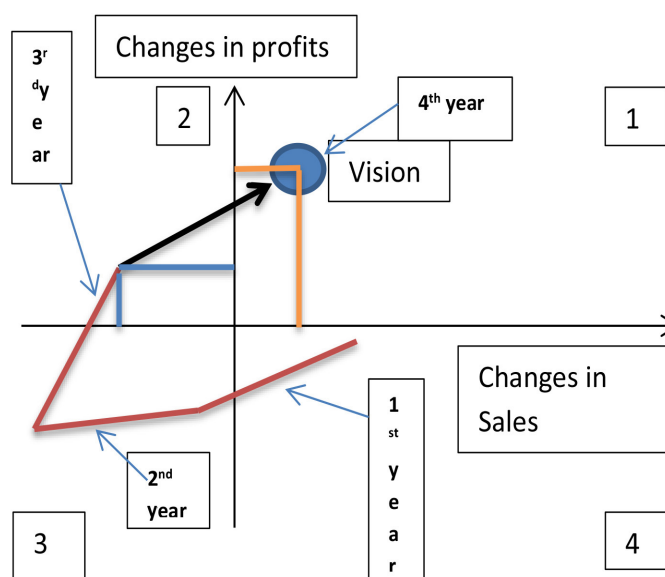 Changes in profits
3ʳ
ᵈy
e
ar
2
4ᵗʰ year
1
Vision
Changes in
Sales
1
ˢᵗ
y
e
a
r
2ⁿᵈ
year
3
4